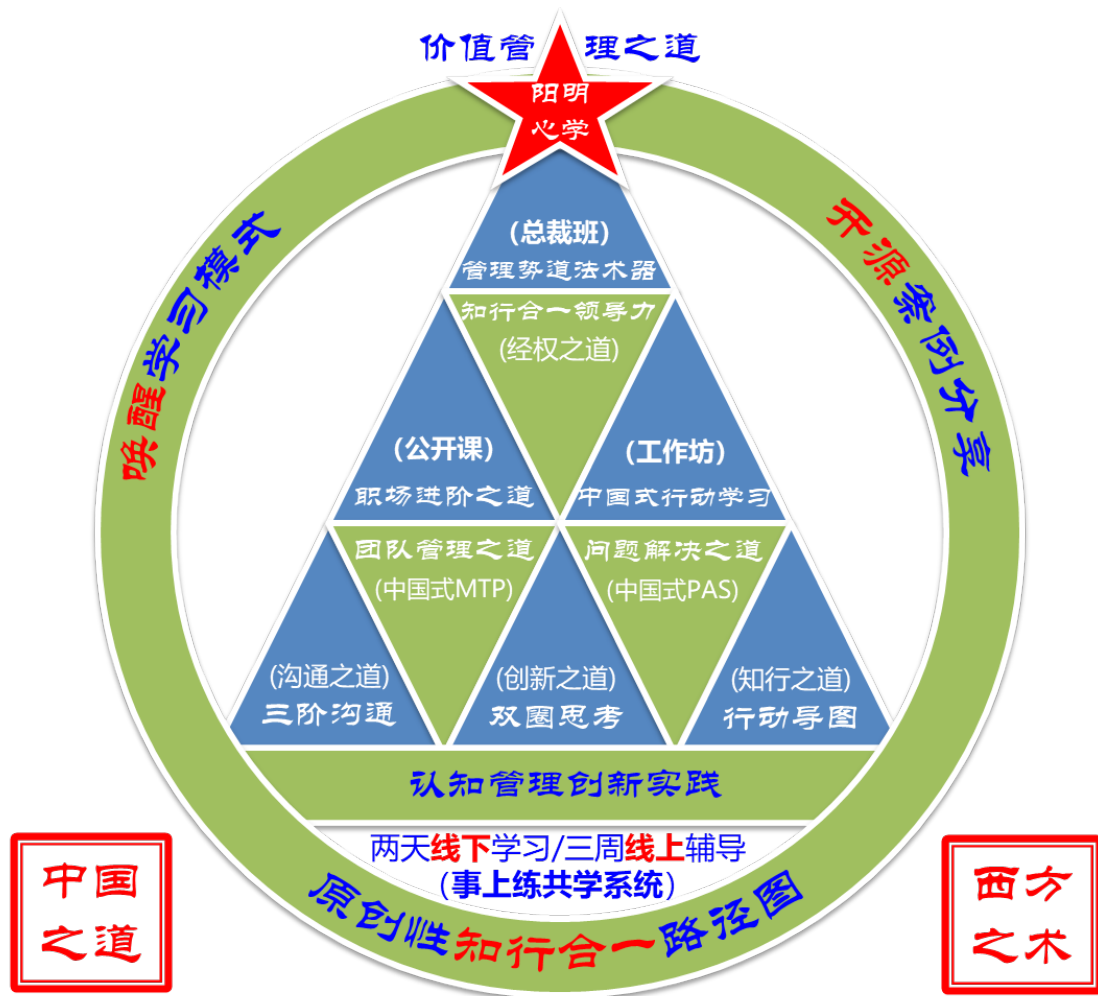 价值管理之道
阳明
心学
唤醒学习模式
开源案例分享
(总裁班)
管理势道法术器
知行合一领导力
(经权之道)
(公开课)
职场进阶之道
(工作坊)
中国式行动学习
团队管理之道
(中国式MTP)
问题解决之道
(中国式PAS)
(沟通之道)
三阶沟通
(创新之道)
双圈思考
(知行之道)
行动导图
认知管理创新实践
两天线下学习/三周线上辅导
(事上练共学系统)
原创性知行合一路径图
中国
之道
西方
之术